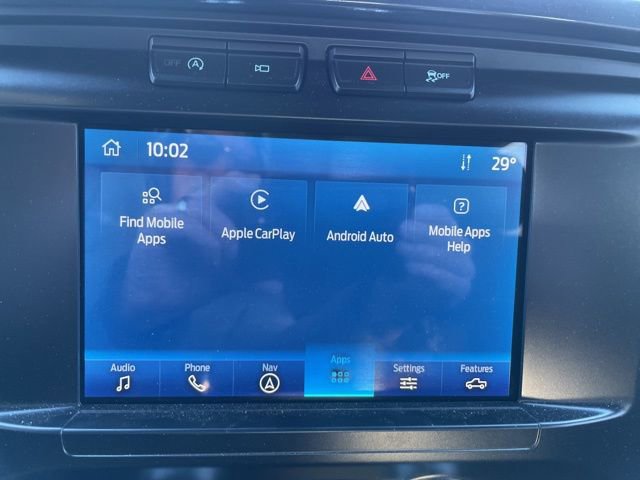 OFF
OFF
10:02
29°
Find Mobile
Apps
Apple CarPlay
Android Auto
Mobile Apps
Help
?
Audio
Phone
Nav
Apps
Settings
Features